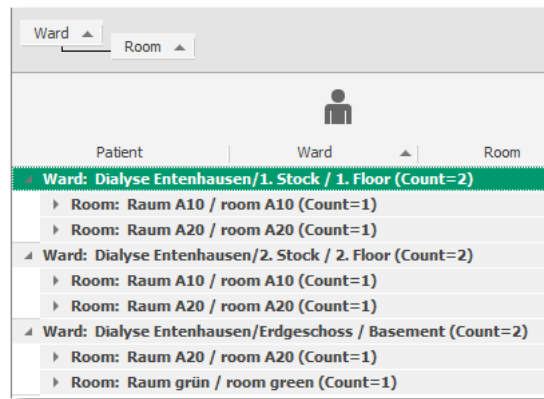 Ward
Room
Patient Ward Room
Ward: Dialyse Entenhausen/1. Stock / 1. Floor (Count=2)
Room: Raum A10 / room A10 (Count=1)
Room: Raum A20 / room A20 (Count=1)
Ward: Dialyse Entenhausen/2. Stock / 2. Floor (Count=2)
Room: Raum A10 / room A10 (Count=1)
Room: Raum A20 / room A20 (Count=1)
Ward: Dialyse Entenhausen/Erdgeschoss / Basement (Count=2)
Room: Raum A20 / room A20 (Count=1)
Room: Raum grün / room green (Count=1)